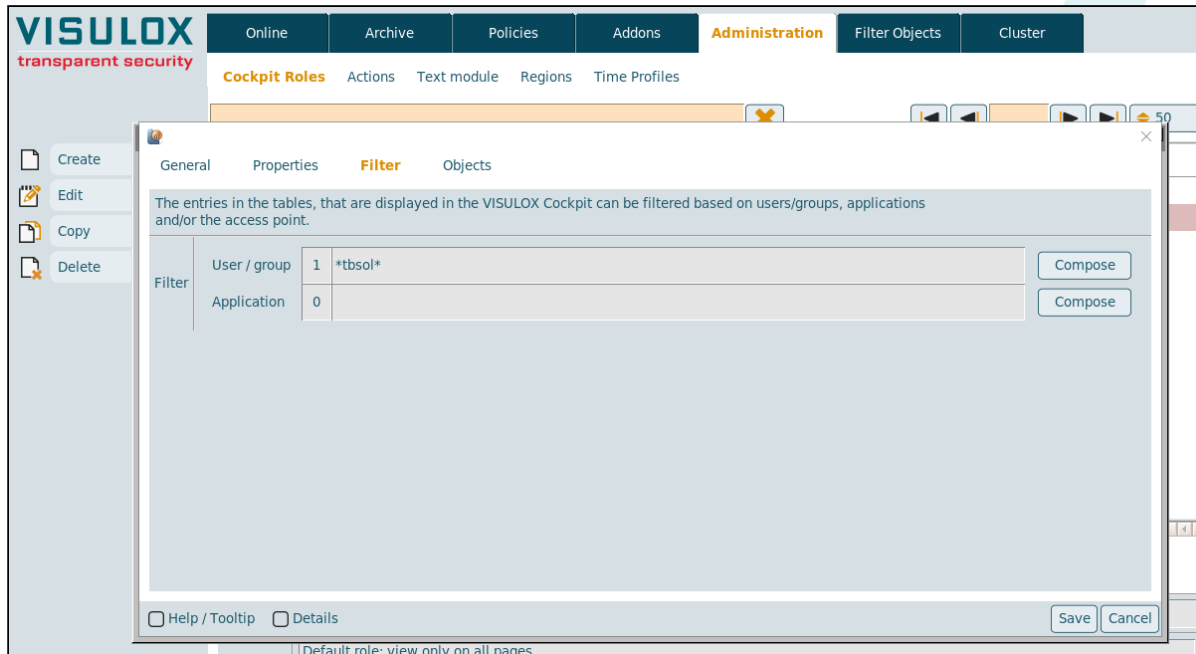 VISULOX
transparent security
Online Archive Policies Addons Administration Filter Objects Cluster
Cockpit Roles Actions Text module Regions Time Profiles
50
Create
Edit
Copy
Delete
General Properties Filter Objects
The entries in the tables, that are displayed in the VISULOX Cockpit can be filtered based on users/groups, applications
and/or the access point.
Filter
User / group 1 *tbsol* Compose
Application 0 Compose
Help / Tooltip Details Save Cancel
Default role: view only on all pages